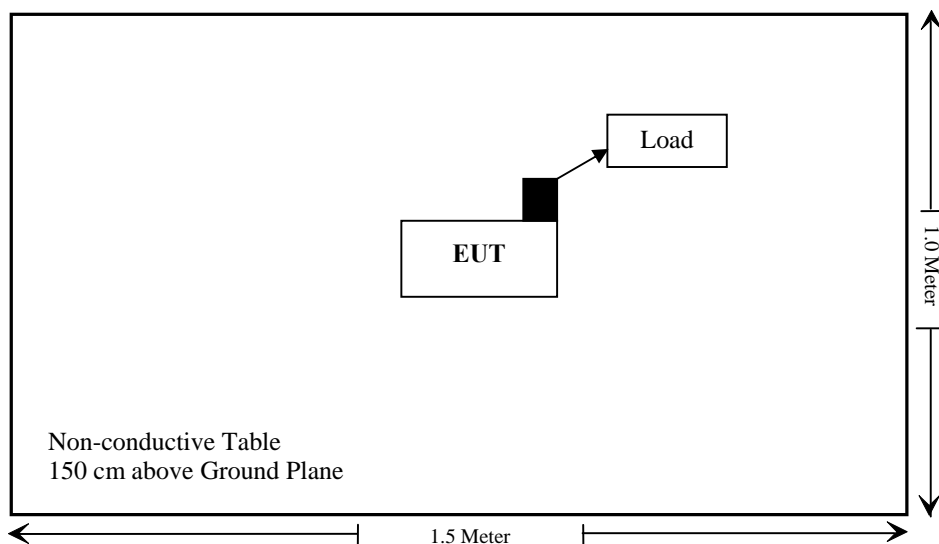 Load
EUT
1.0 Meter
Non-conductive Table
150 cm above Ground Plane
1.5 Meter